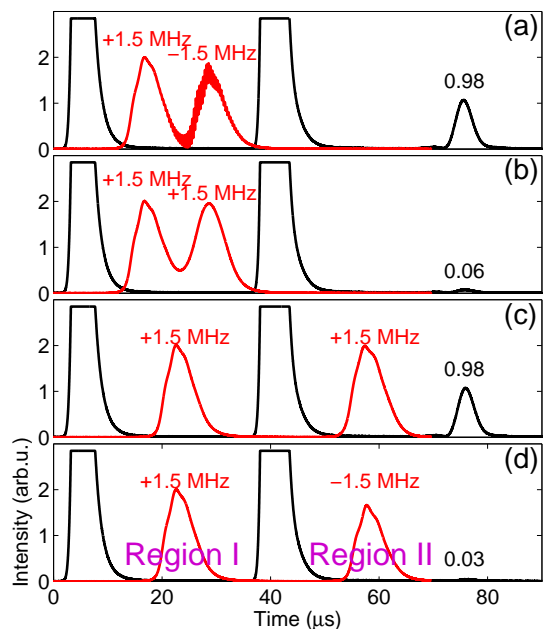 (a)
+1.5 MHz
−1.5 MHz
0.98
2
1
0
(b)
+1.5 MHz
+1.5 MHz
0.06
2
1
0
(c)
+1.5 MHz
+1.5 MHz
0.98
2
1
0
(d)
+1.5 MHz
−1.5 MHz
0.03
Region I
Region II
2
1
0
0 20 40 60 80
Intensity (arb.u.)
Time (μs)